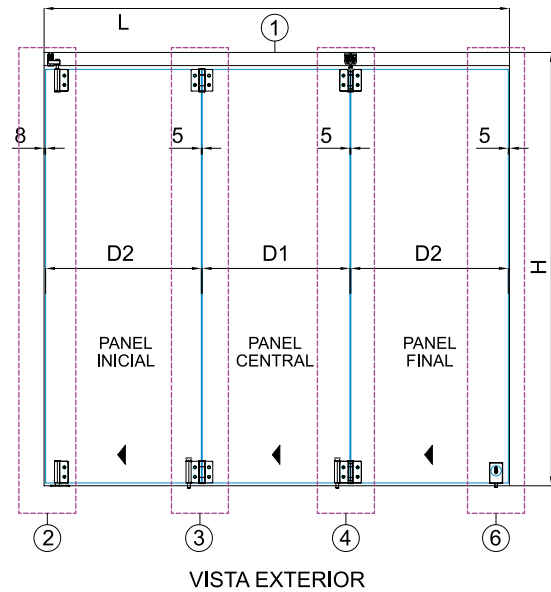 L
1
8
5
5
5
D2
D1
D2
H
PANEL
INICIAL
PANEL
CENTRAL
PANEL
FINAL
2
3
4
6
VISTA EXTERIOR